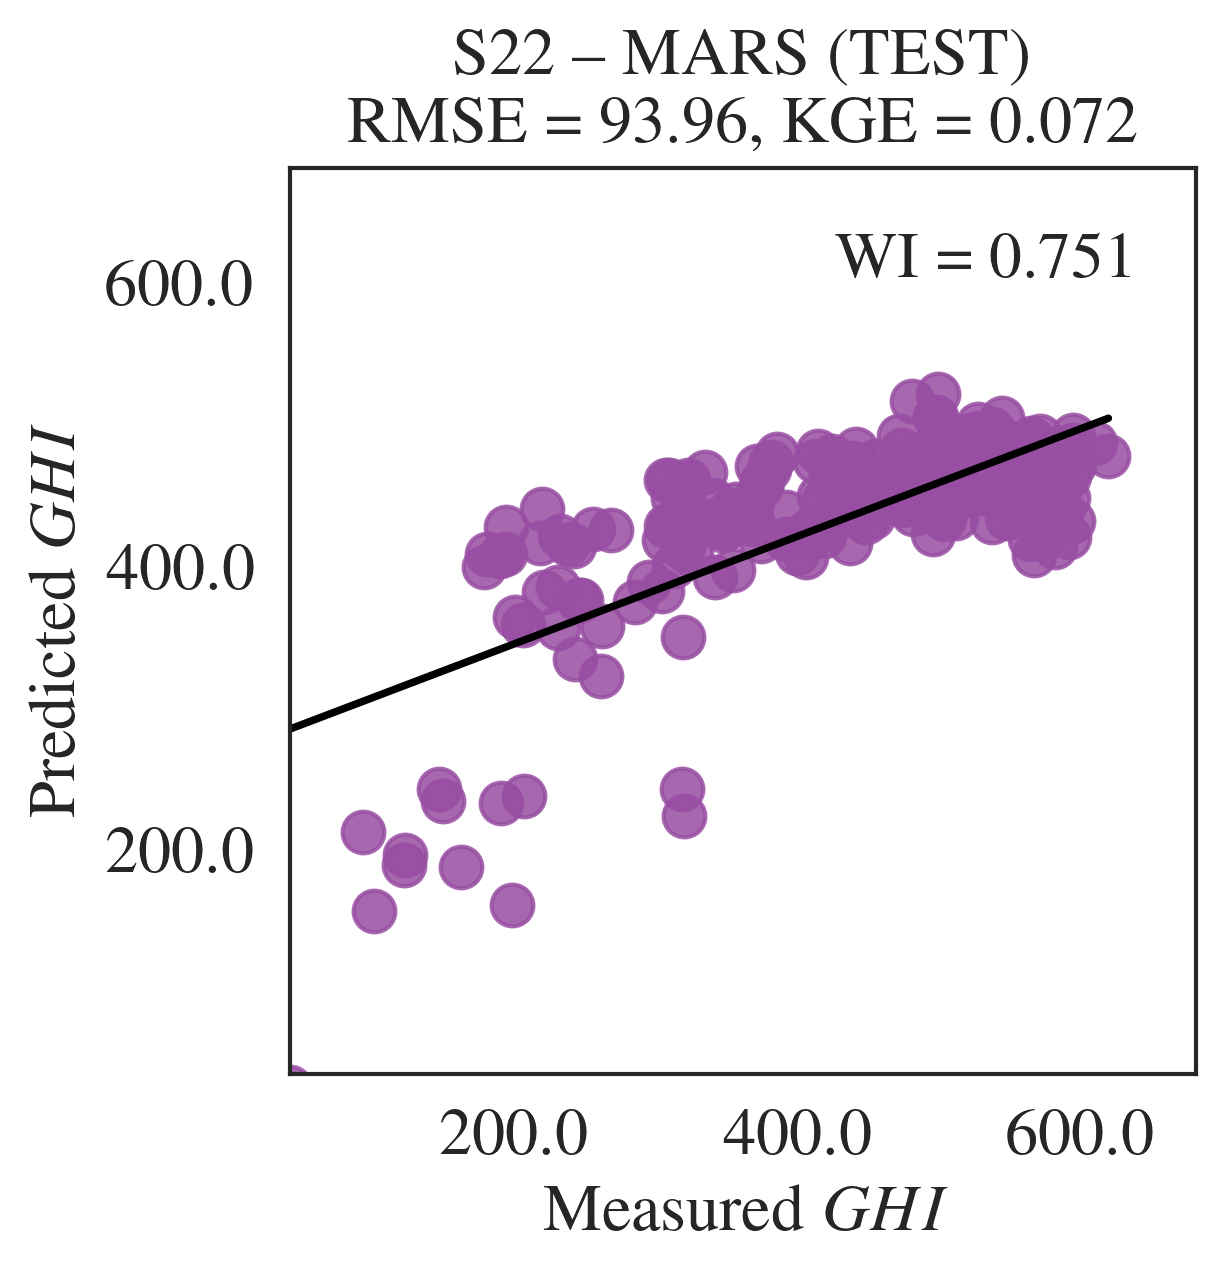 S22 – MARS (TEST)
RMSE = 93.96, KGE = 0.072
WI = 0.751
600.0
400.0
200.0
Predicted GHI
200.0 400.0 600.0
Measured GHI